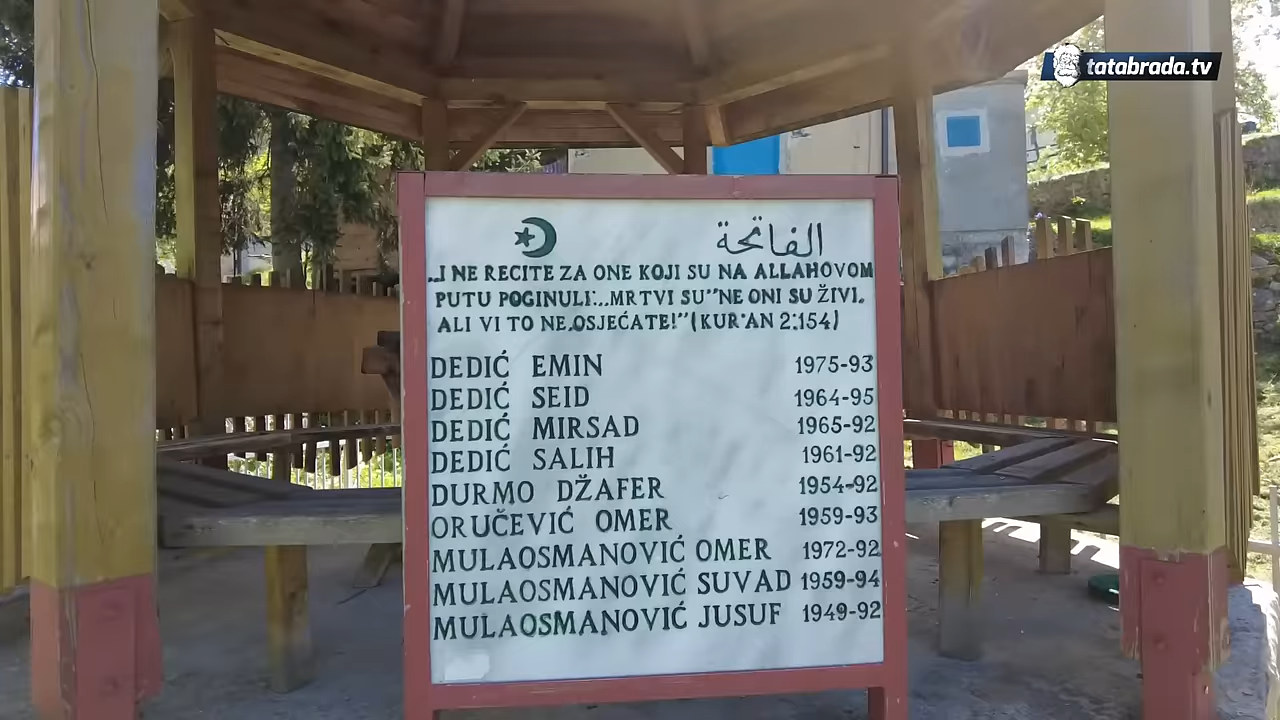 tatabrada.tv
الفاتحة
„I NE RECITE ZA ONE KOJI SU NA ALLAHOVOM
PUTU POGINULI:..MRTVI SU"NE ONI SU ŽIVI.
ALI VI TO NE OSJEĆATE!" (KUR'AN 2:154)
DEDIĆ EMIN 1975-93
DEDIĆ SEID 1964-95
DEDIĆ MIRSAD 1965-92
DEDIĆ SALIH 1961-92
DURMO DŽAFER 1954-92
ORUČEVIĆ OMER 1959-93
MULAOSMANOVIĆ OMER 1972-92
MULAOSMANOVIĆ SUVAD 1959-94
MULAOSMANOVIĆ JUSUF 1949-92